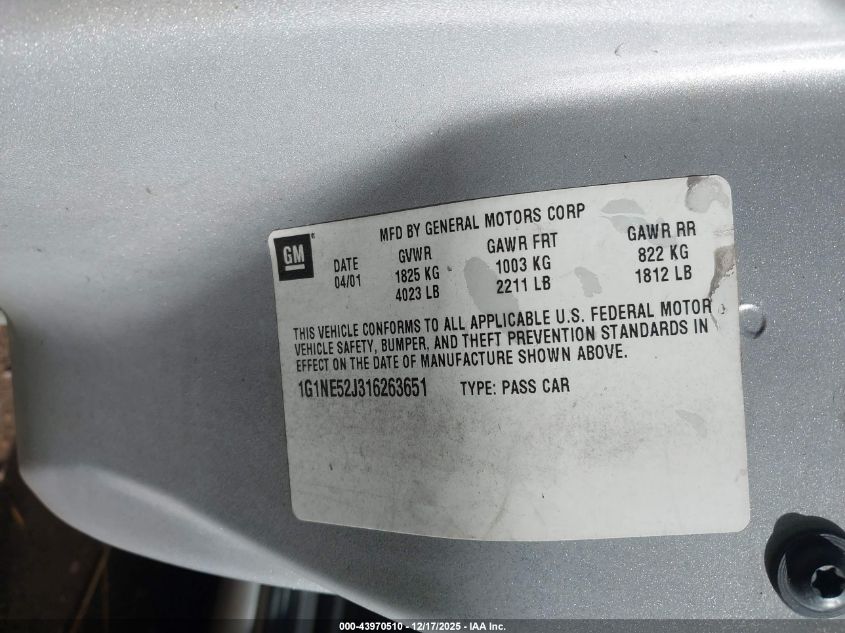 MFD BY GENERAL MOTORS CORP
GM
DATE GVWR GAWR FRT GAWR RR
04/01 1825 KG 1003 KG 822 KG
4023 LB 2211 LB 1812 LB
THIS VEHICLE CONFORMS TO ALL APPLICABLE U.S. FEDERAL MOTOR
VEHICLE SAFETY, BUMPER, AND THEFT PREVENTION STANDARDS IN
EFFECT ON THE DATE OF MANUFACTURE SHOWN ABOVE.
1G1NE52J316263651 TYPE: PASS CAR
000-43970510 • 12/17/2025 • IAA Inc.